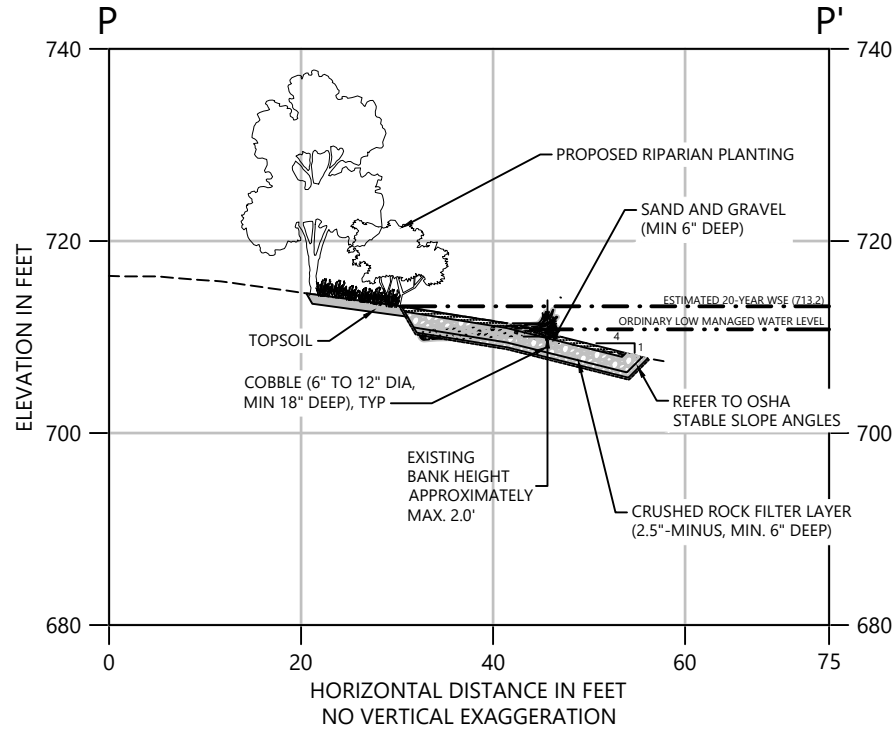 P
P'
740
740
PROPOSED RIPARIAN PLANTING
SAND AND GRAVEL
(MIN 6" DEEP)
720
720
ELEVATION IN FEET
ESTIMATED 20-YEAR WSE (713.2)
ORDINARY LOW MANAGED WATER LEVEL
TOPSOIL
4
1
COBBLE (6" TO 12" DIA,
MIN 18" DEEP), TYP
REFER TO OSHA
STABLE SLOPE ANGLES
700
700
EXISTING
BANK HEIGHT
APPROXIMATELY
MAX. 2.0'
CRUSHED ROCK FILTER LAYER
(2.5"-MINUS, MIN. 6" DEEP)
680
680
0
20
40
60
75
HORIZONTAL DISTANCE IN FEET
NO VERTICAL EXAGGERATION